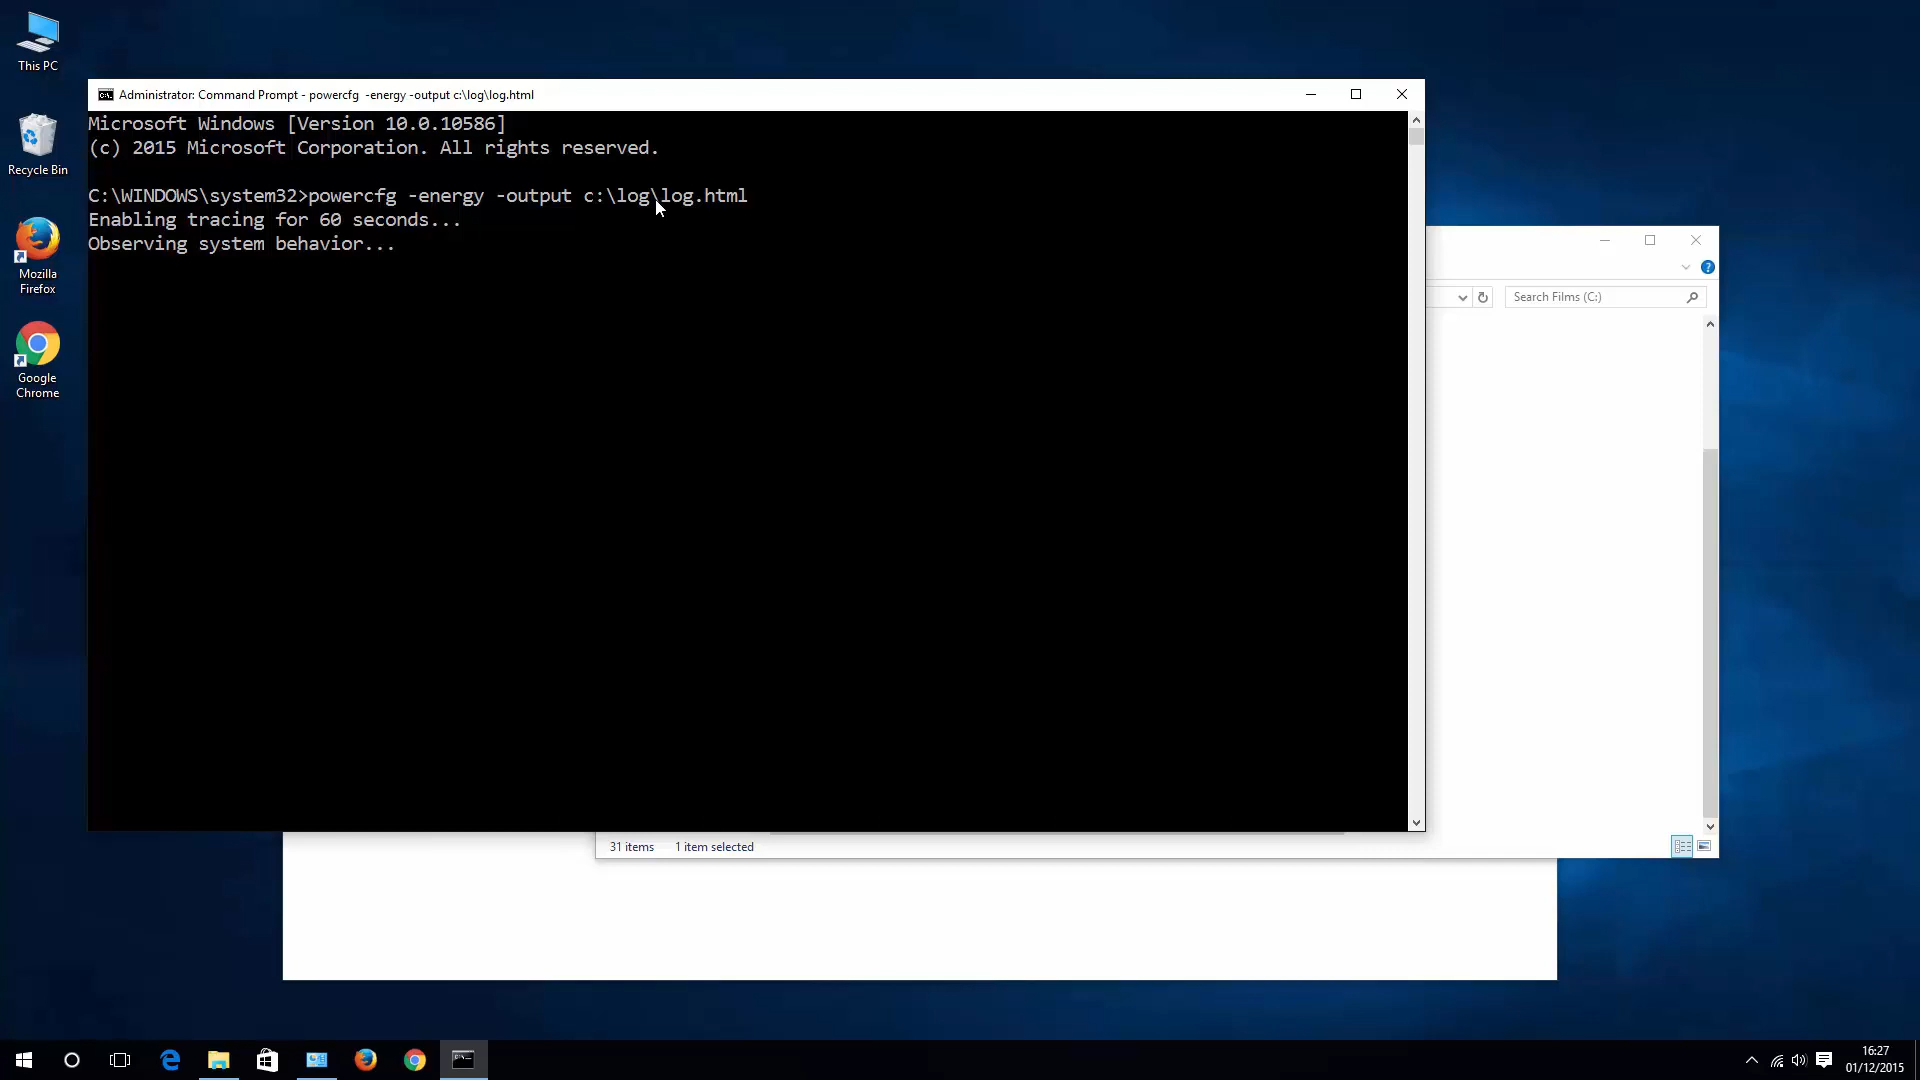 This PC
Recycle Bin
Mozilla
Firefox
Google
Chrome
Administrator: Command Prompt - powercfg  -energy -output c:\log\log.html
Microsoft Windows [Version 10.0.10586]
(c) 2015 Microsoft Corporation. All rights reserved.
C:\WINDOWS\system32>powercfg -energy -output c:\log\log.html
Enabling tracing for 60 seconds...
Observing system behavior...
Search Films (C:)
31 items
1 item selected
16:27
01/12/2015